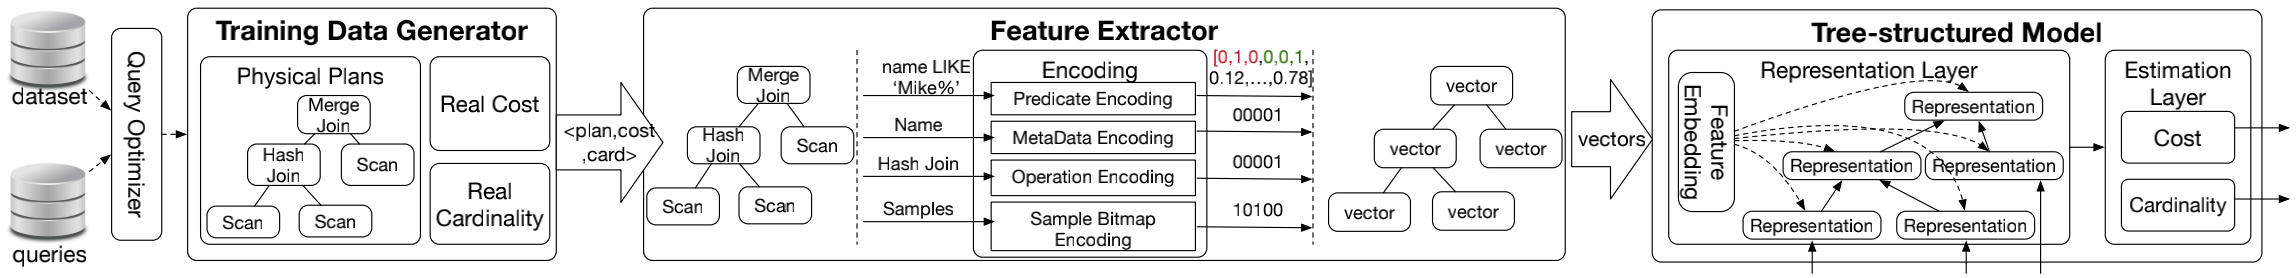 dataset
queries
Query Optimizer
Training Data Generator
Physical Plans
Merge
Join
Hash
Join
Scan
Scan
Scan
Real Cost
Real
Cardinality
<plan,cost
,card>
Feature Extractor
Merge
Join
Hash
Join
Scan
Scan
Scan
name LIKE
‘Mike%’
Name
Hash Join
Samples
Encoding
Predicate Encoding
MetaData Encoding
Operation Encoding
Sample Bitmap
Encoding
[0,1,0,0,0,1,
0.12,...,0.78]
00001
00001
10100
vector
vector
vector
vector
vector
vectors
Tree-structured Model
Representation Layer
Feature
Embedding
Representation
Representation
Representation
Representation
Representation
Estimation
Layer
Cost
Cardinality